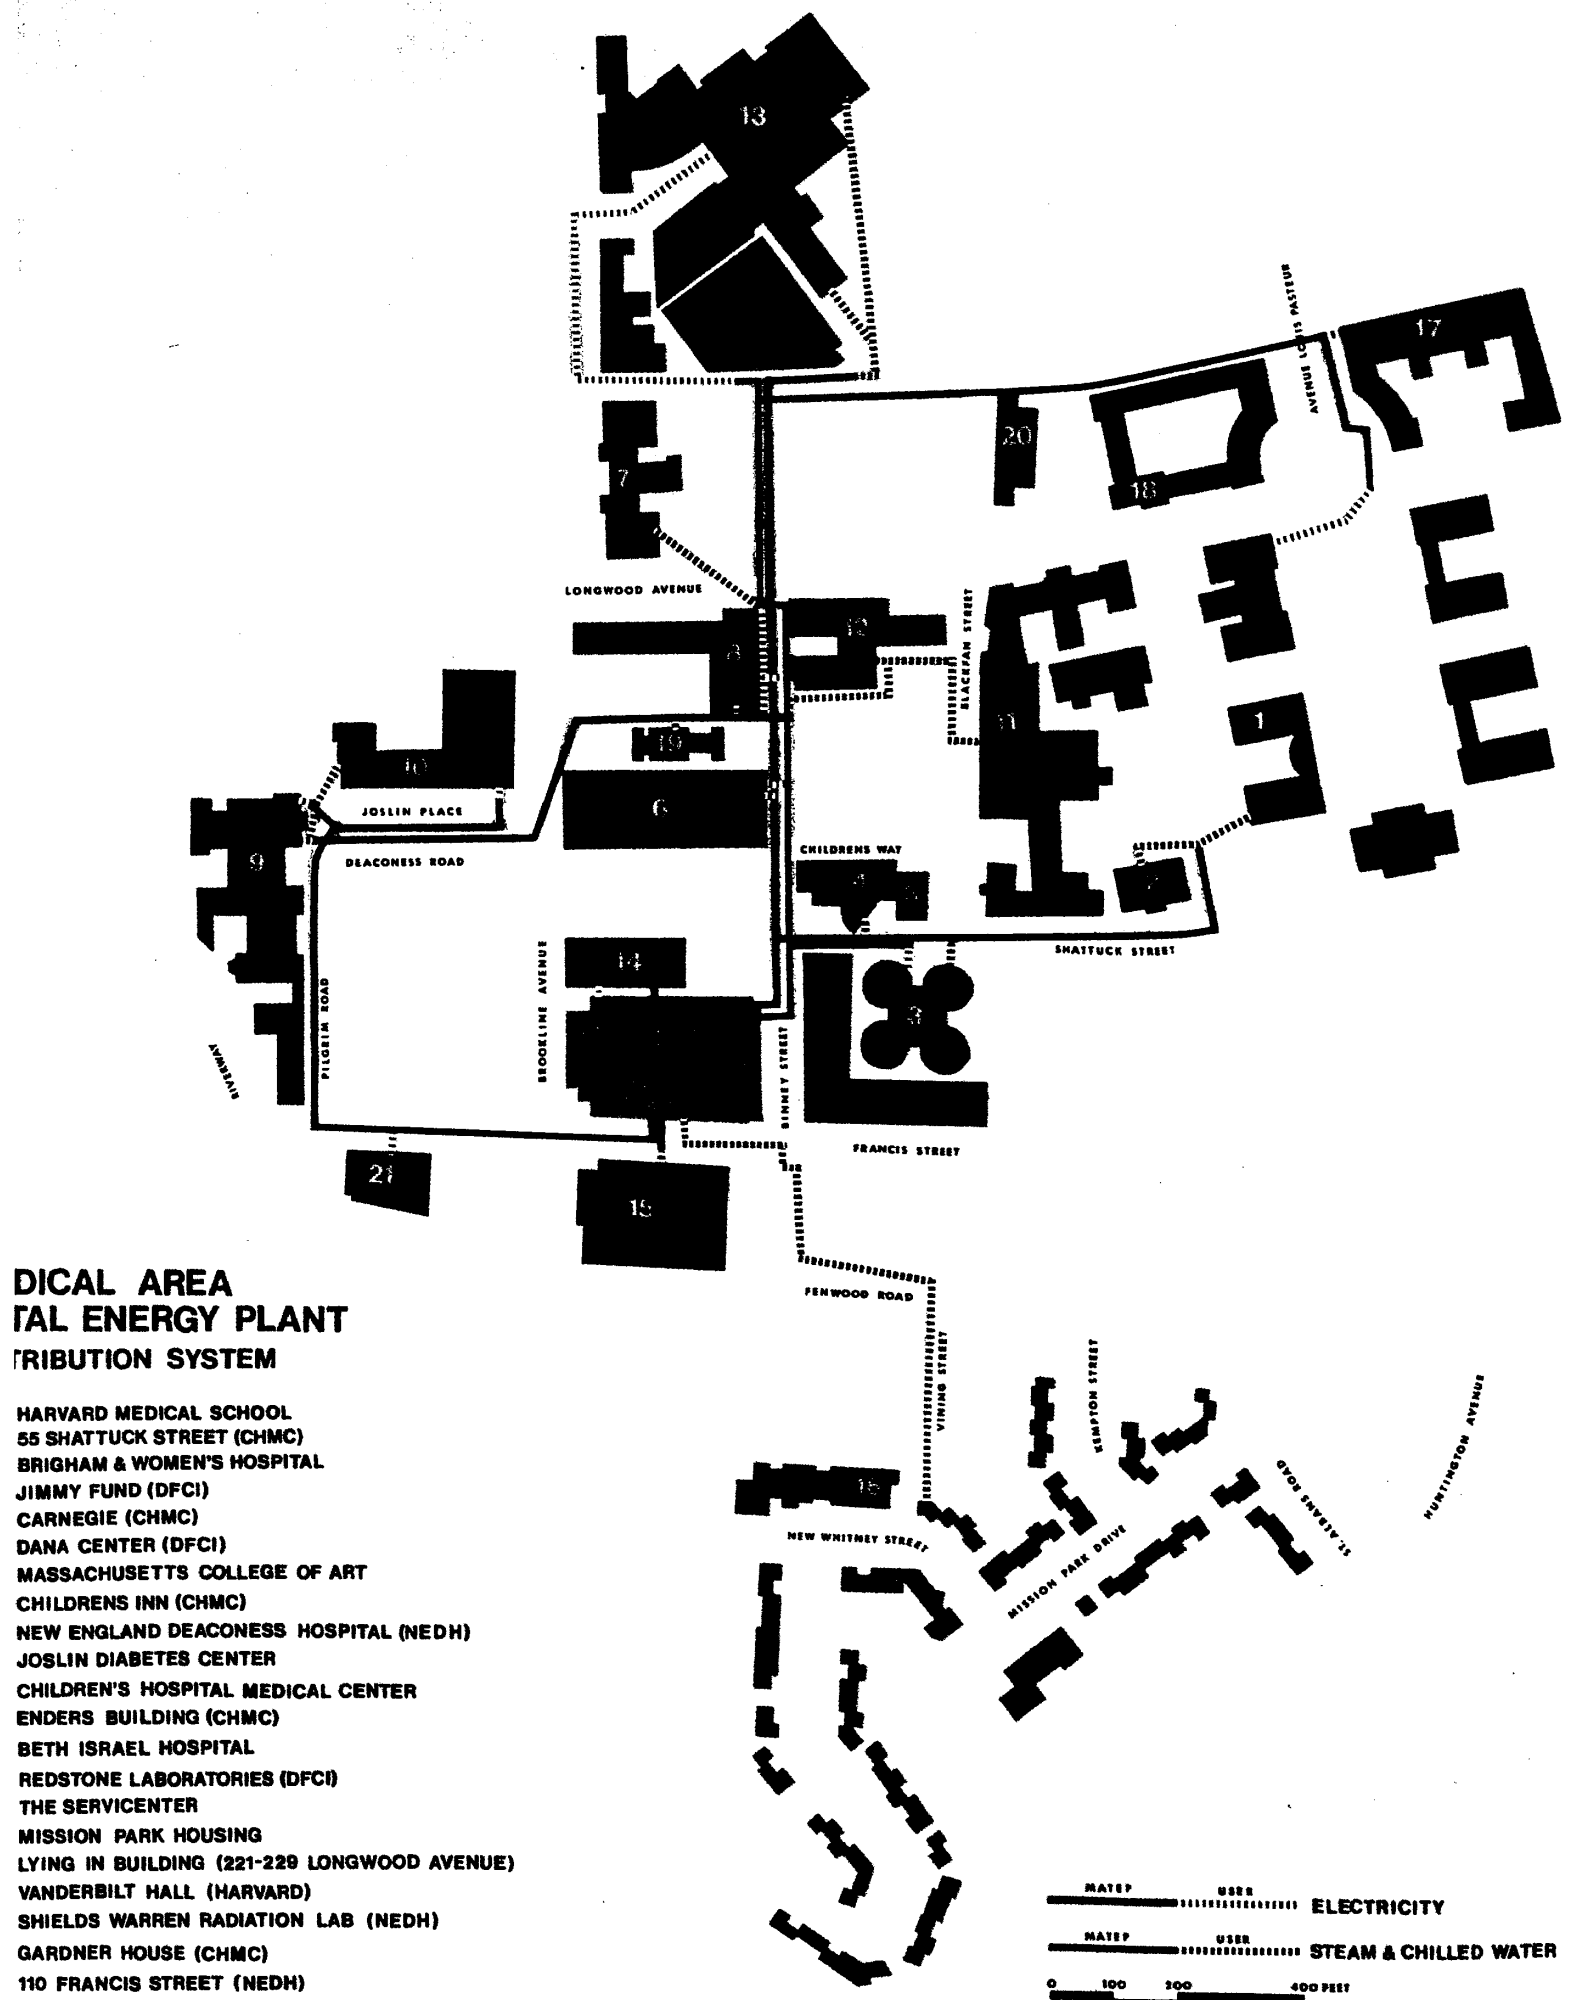 13
AVENUE LOUIS PASTEUR
17
20
7
18
LONGWOOD AVENUE
12
8
BLACKFAN STREET
11
1
19
10
6
JOSLIN PLACE
CHILDRENS WAY
DEACONESS ROAD
9
4
5
2
SHATTUCK STREET
BROOKLINE AVENUE
14
PILGRIM ROAD
3
RIVERWAY
BINNEY STREET
FRANCIS STREET
21
15
DICAL AREA
TAL ENERGY PLANT
TRIBUTION SYSTEM
FENWOOD ROAD
VINING STREET
KEMPTON STREET
HUNTINGTON AVENUE
ST. ALBANS ROAD
16
NEW WHITNEY STREET
MISSION PARK DRIVE
HARVARD MEDICAL SCHOOL
55 SHATTUCK STREET (CHMC)
BRIGHAM & WOMEN'S HOSPITAL
JIMMY FUND (DFCI)
CARNEGIE (CHMC)
DANA CENTER (DFCI)
MASSACHUSETTS COLLEGE OF ART
CHILDRENS INN (CHMC)
NEW ENGLAND DEACONESS HOSPITAL (NEDH)
JOSLIN DIABETES CENTER
CHILDREN'S HOSPITAL MEDICAL CENTER
ENDERS BUILDING (CHMC)
BETH ISRAEL HOSPITAL
REDSTONE LABORATORIES (DFCI)
THE SERVICENTER
MISSION PARK HOUSING
LYING IN BUILDING (221-229 LONGWOOD AVENUE)
VANDERBILT HALL (HARVARD)
SHIELDS WARREN RADIATION LAB (NEDH)
GARDNER HOUSE (CHMC)
110 FRANCIS STREET (NEDH)
MATEP USER ELECTRICITY
MATEP USER STEAM & CHILLED WATER
0 100 200 400 FEET